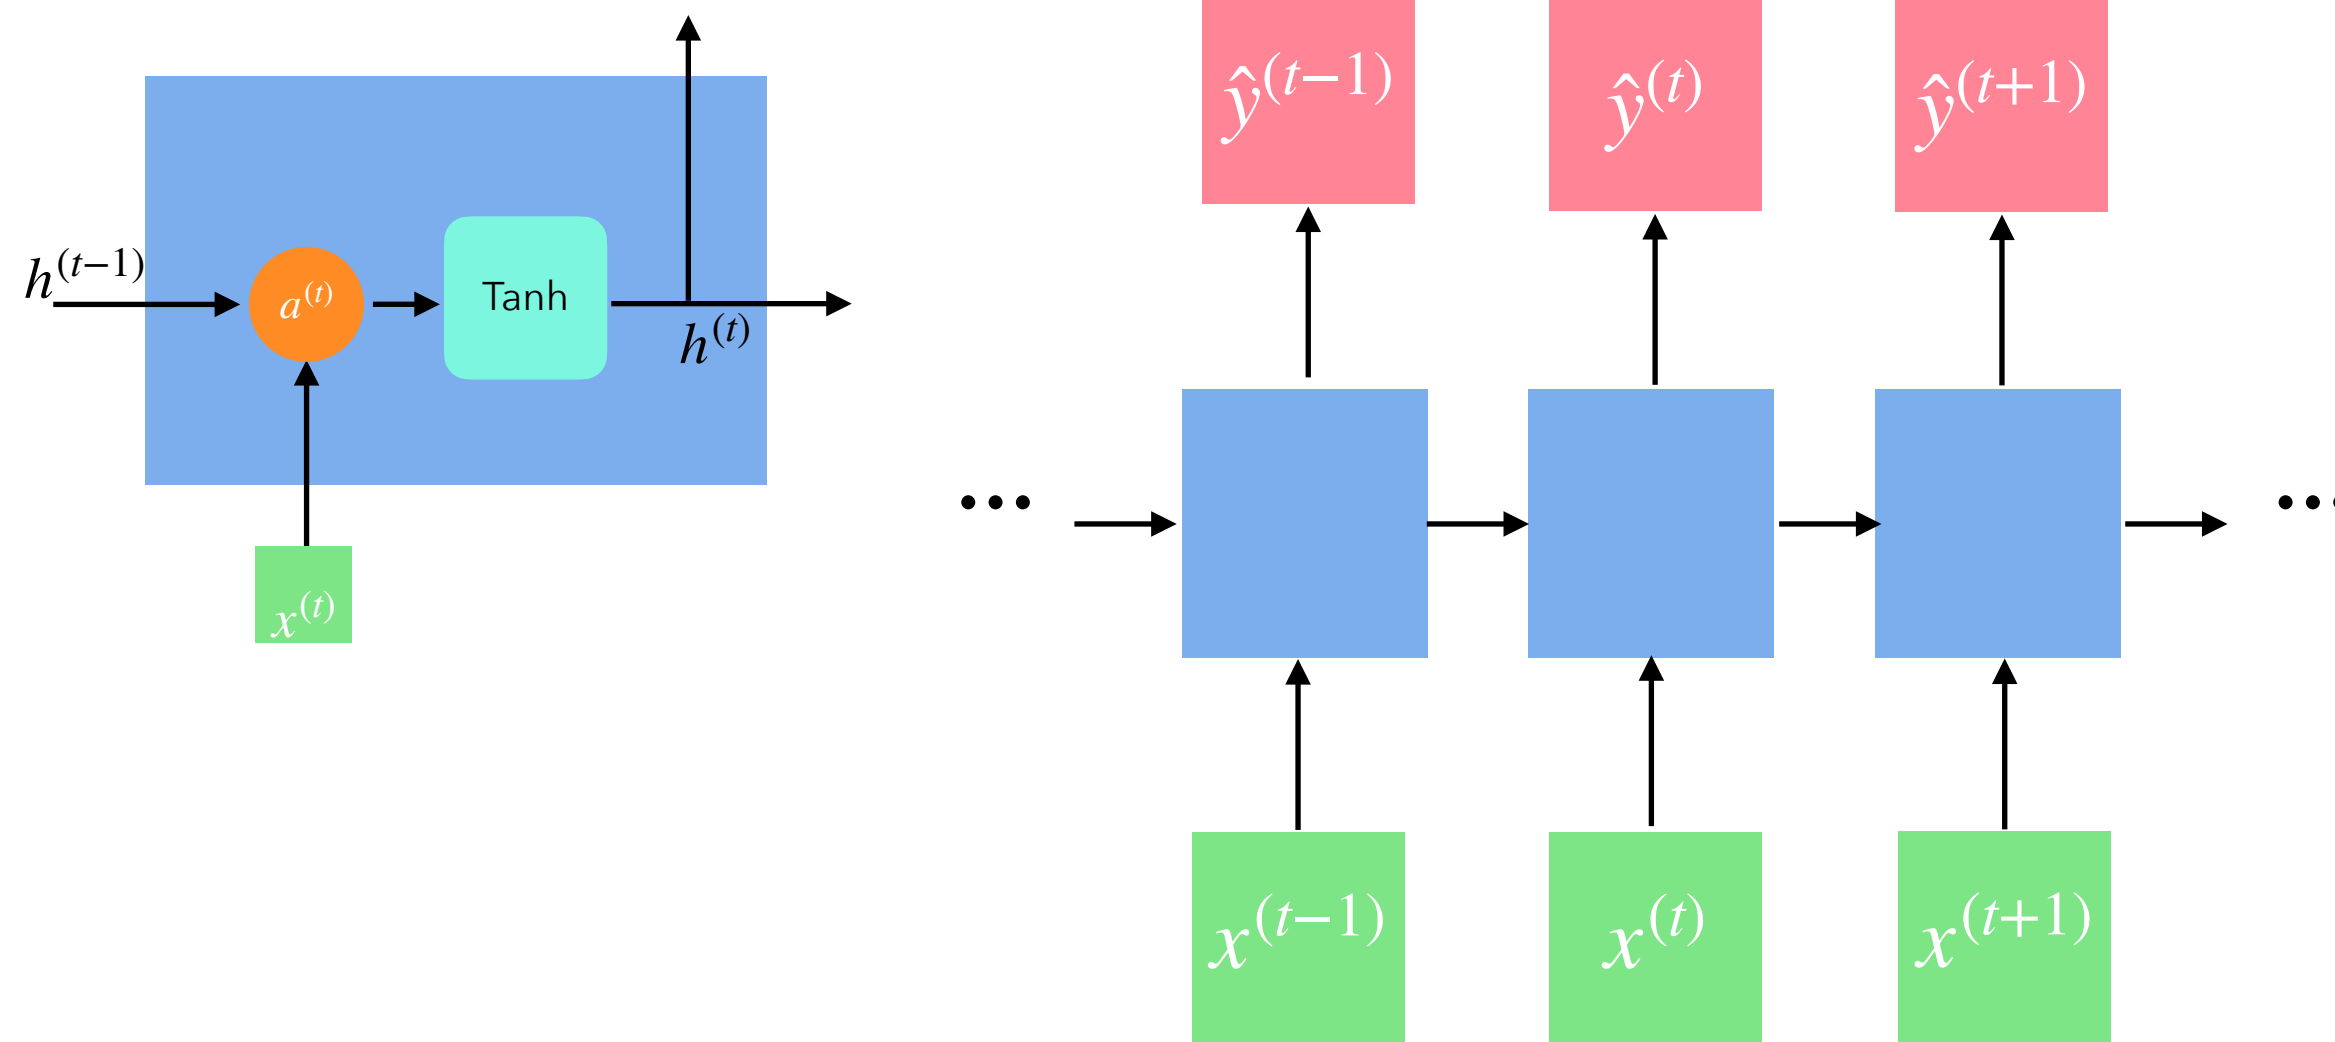 h^(t−1)
a^(t)
Tanh
h^(t)
x^(t)
ŷ^(t−1)
ŷ^(t)
ŷ^(t+1)
...
...
x^(t−1)
x^(t)
x^(t+1)